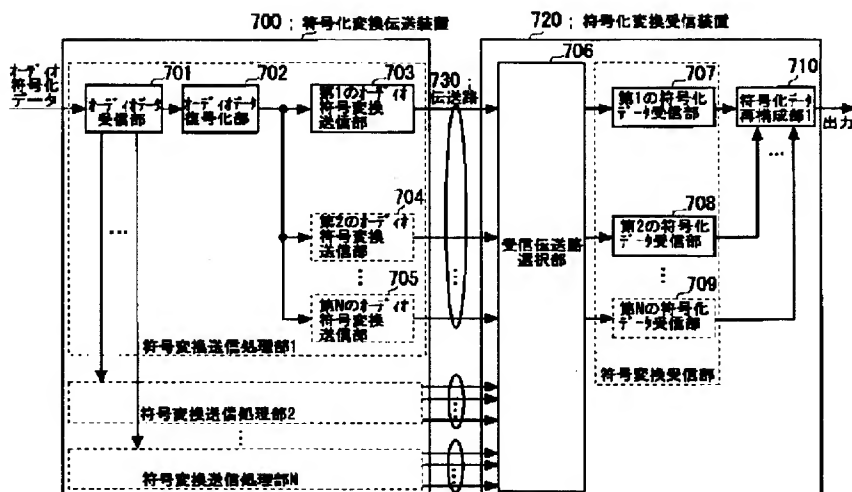 700；符号化変換伝送装置
720；符号化変換受信装置
オーディオ
符号化
データ
701
オーディオデータ
受信部
702
オーディオデータ
復号化部
703
第1のオーディオ
符号変換
送信部
730；
伝送路
706
受信伝送路
選択部
707
第1の符号化
データ受信部
710
符号化データ
再構成部1
出力
…
704
第2のオーディオ
符号変換
送信部
708
第2の符号化
データ受信部
…
705
第Nのオーディオ
符号変換
送信部
709
第Nの符号化
データ受信部
符号変換送信処理部1
符号変換受信部
符号変換送信処理部2
…
符号変換送信処理部N